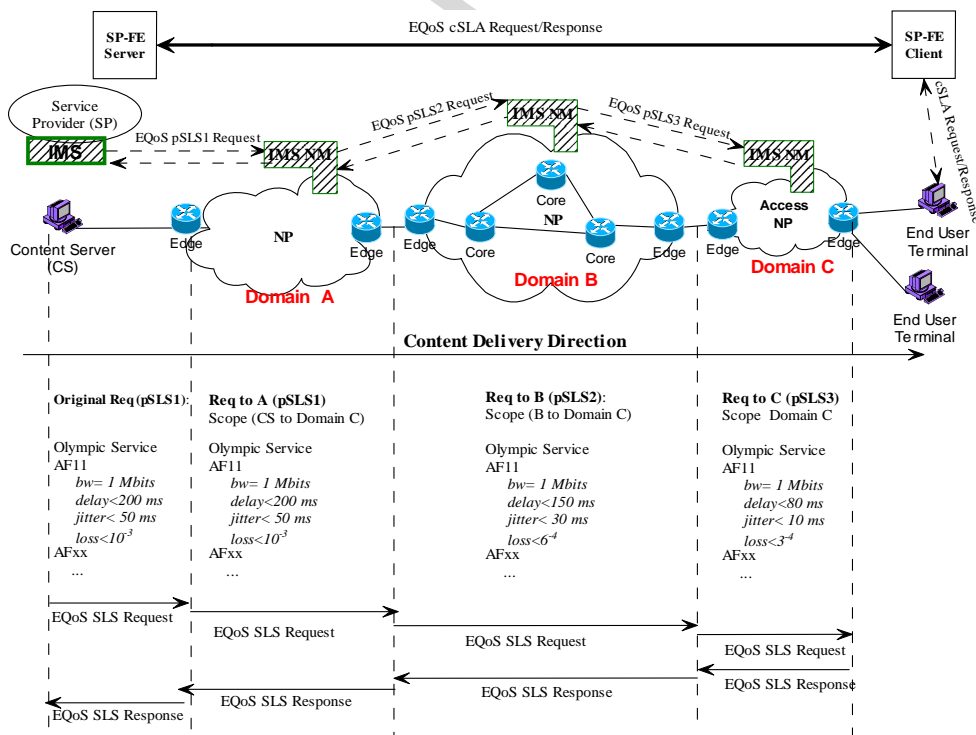 EQoS cSLA Request/Response
SP-FE
Server
SP-FE
Client
Service
Provider (SP)
IMS
EQoS pSLS1 Request
EQoS pSLS2 Request
EQoS pSLS3 Request
cSLA Request/Response
IMS NM
IMS NM
IMS NM
Content Server
(CS)
Edge
NP
Edge
Domain A
Edge
Core
Core
NP
Core
Edge
Domain B
Edge
Access
NP
Edge
Domain C
End User
Terminal
End User
Terminal
Content Delivery Direction
Original Req (pSLS1):
Olympic Service
AF11
bw= 1 Mbits
delay<200 ms
jitter< 50 ms
loss<10-3
AFxx
...
Req to A (pSLS1)
Scope (CS to Domain C)
Olympic Service
AF11
bw= 1 Mbits
delay<200 ms
jitter< 50 ms
loss<10-3
AFxx
...
Req to B (pSLS2):
Scope (B to Domain C)
Olympic Service
AF11
bw= 1 Mbits
delay<150 ms
jitter< 30 ms
loss<6-4
AFxx
...
Req to C (pSLS3)
Scope Domain C
Olympic Service
AF11
bw= 1 Mbits
delay<80 ms
jitter< 10 ms
loss<3-4
AFxx
...
EQoS SLS Request
EQoS SLS Request
EQoS SLS Request
EQoS SLS Request
EQoS SLS Response
EQoS SLS Response
EQoS SLS Response
EQoS SLS Response